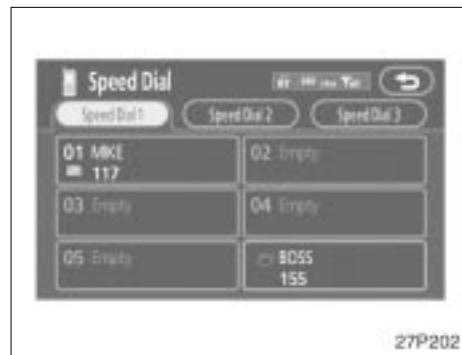 Speed Dial
Speed Dial 1 Speed Dial 2 Speed Dial 3
01 MIKE 02 Empty
117
03 Empty 04 Empty
05 Empty BOSS
155
27P202